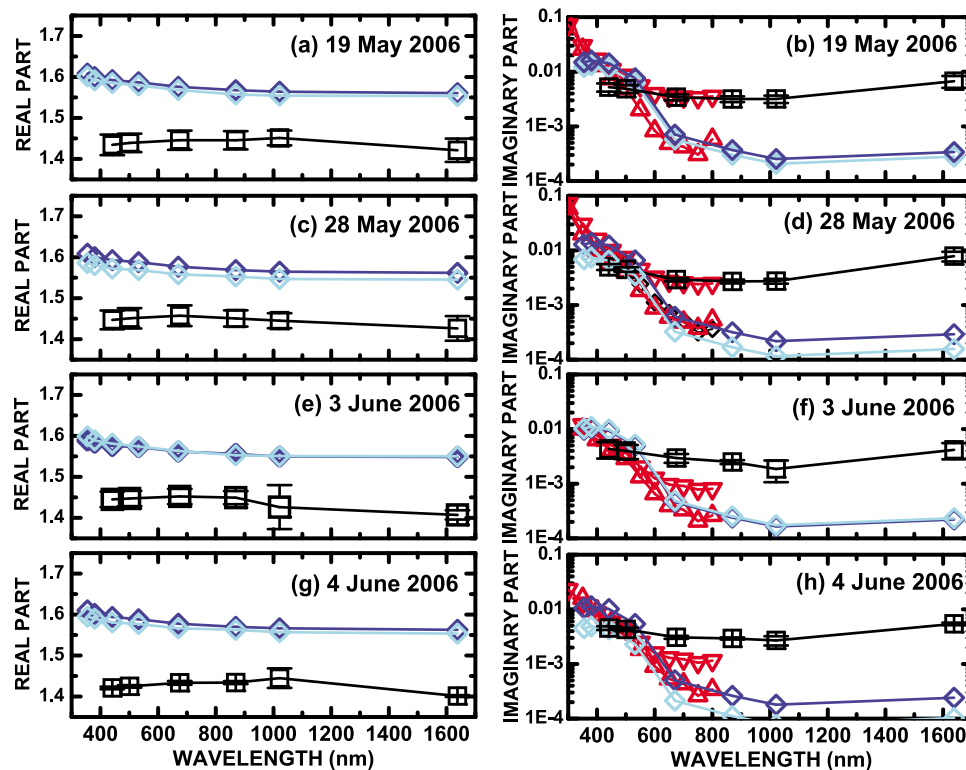 1.7 (a) 19 May 2006
1.6
1.5
1.4
REAL PART
0.1 (b) 19 May 2006
0.01
1E-3
1E-4
IMAGINARY PART
1.7 (c) 28 May 2006
1.6
1.5
1.4
REAL PART
0.1 (d) 28 May 2006
0.01
1E-3
1E-4
IMAGINARY PART
1.7 (e) 3 June 2006
1.6
1.5
1.4
REAL PART
0.1 (f) 3 June 2006
0.01
1E-3
1E-4
IMAGINARY PART
1.7 (g) 4 June 2006
1.6
1.5
1.4
REAL PART
0.1 (h) 4 June 2006
0.01
1E-3
1E-4
IMAGINARY PART
400 600 800 1000 1200 1400 1600
WAVELENGTH (nm)
400 600 800 1000 1200 1400 1600
WAVELENGTH (nm)